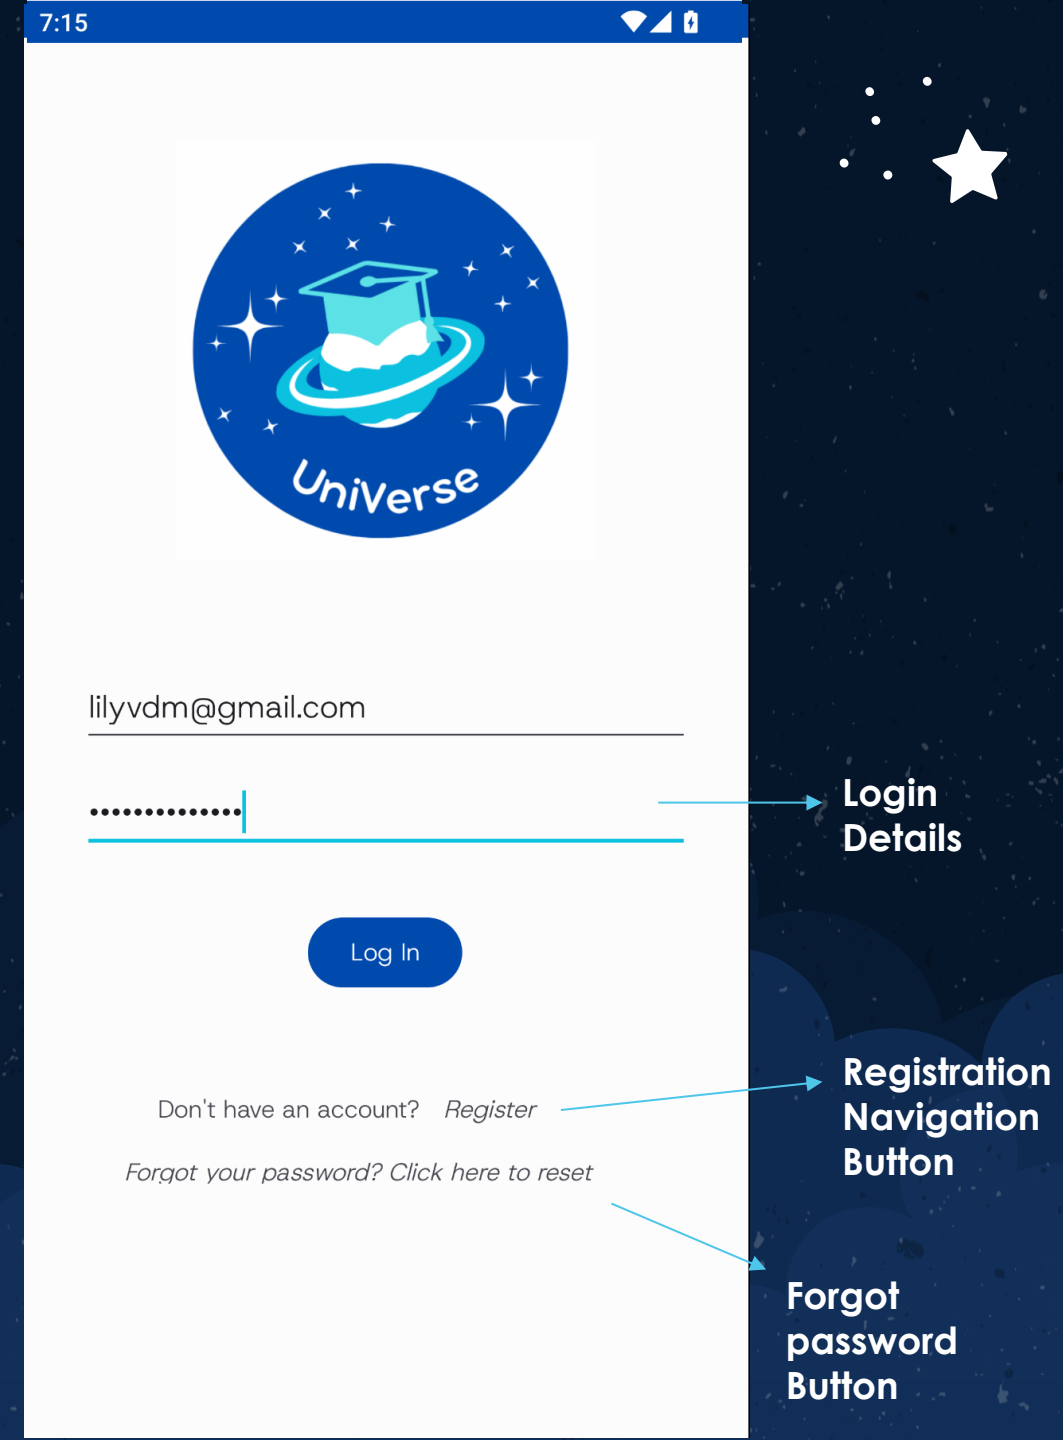 7:15
UniVerse
lilyvdm@gmail.com
••••••••••••••
Login
Details
Log In
Registration
Navigation
Button
Don't have an account? Register
Forgot your password? Click here to reset
Forgot
password
Button